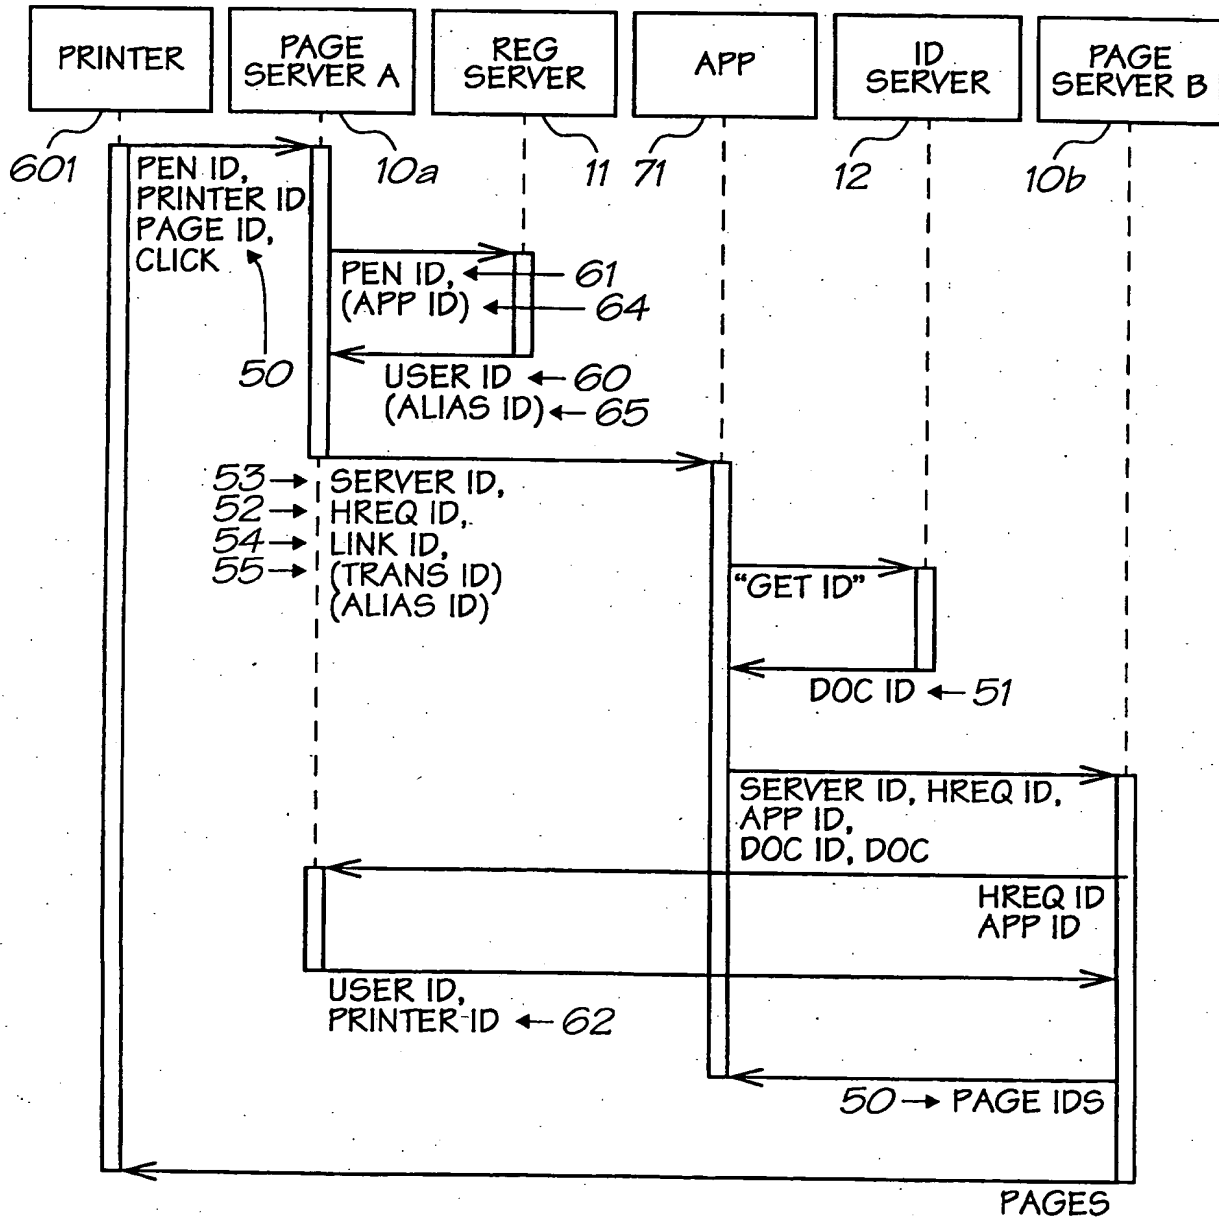 PRINTER
PAGE
SERVER A
REG
SERVER
APP
ID
SERVER
PAGE
SERVER B
601
10a
11
71
12
10b
PEN ID,
PRINTER ID
PAGE ID,
CLICK
50
PEN ID, 61
(APP ID) 64
USER ID 60
(ALIAS ID) 65
53 SERVER ID,
52 HREQ ID,
54 LINK ID,
55 (TRANS ID)
(ALIAS ID)
"GET ID"
DOC ID 51
SERVER ID, HREQ ID,
APP ID,
DOC ID, DOC
HREQ ID
APP ID
USER ID,
PRINTER ID 62
50 PAGE IDS
PAGES